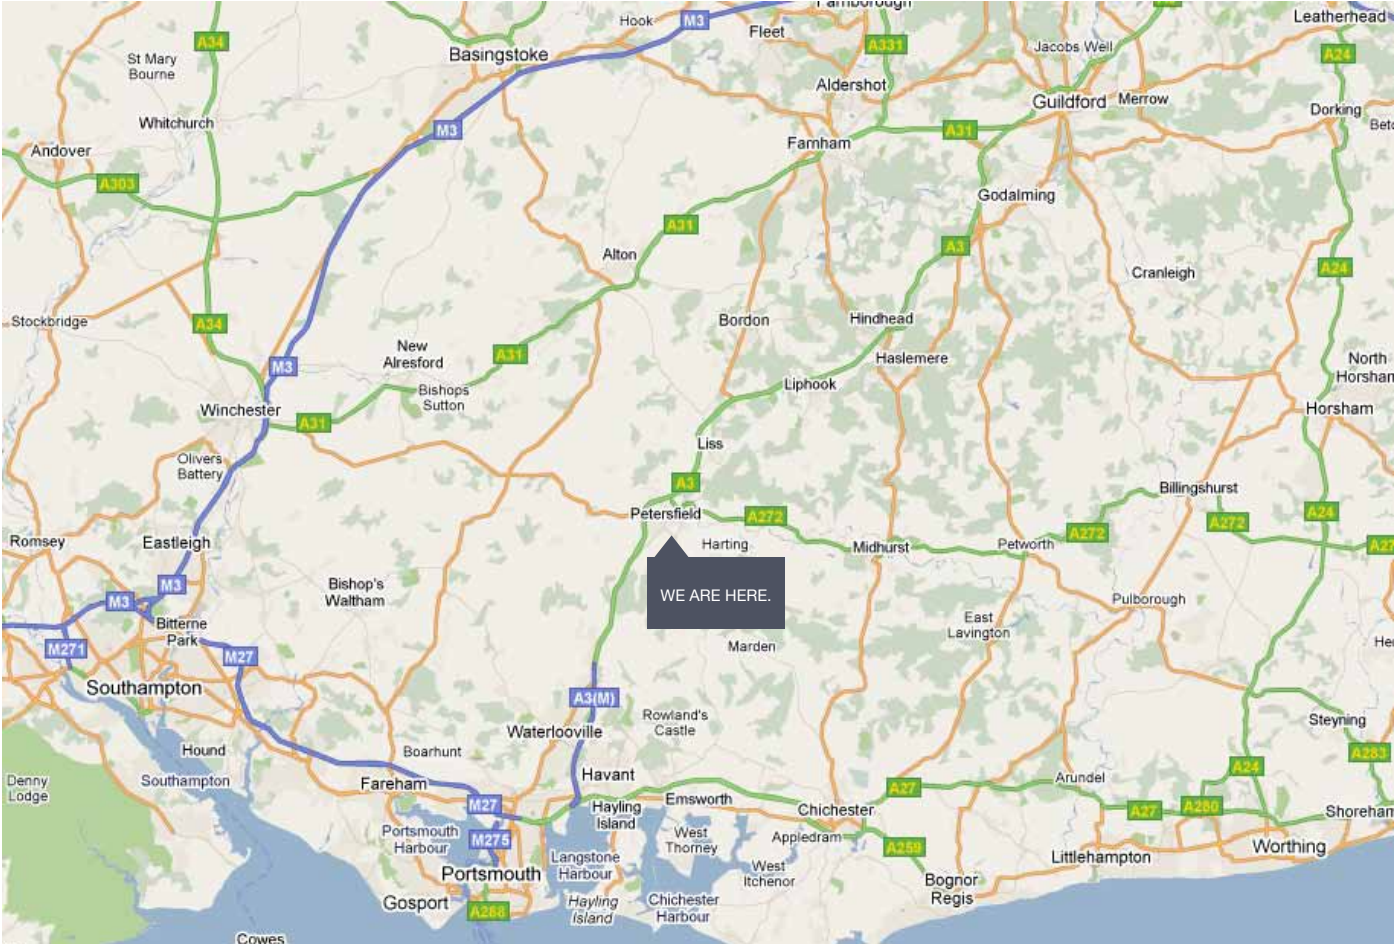 Farnborough
Hook
M3
Fleet
Leatherhead
A34
Basingstoke
A331
Jacobs Well
A24
St Mary
Bourne
Aldershot
Guildford
Merrow
Dorking
Whitchurch
M3
A31
Farnham
Andover
A303
Godalming
A31
A3
Alton
Cranleigh
A24
Stockbridge
A34
Bordon
Hindhead
New
Alresford
A31
Haslemere
M3
North
Horsham
Bishops
Sutton
Liphook
Winchester
A31
Horsham
Liss
Olivers
Battery
A3
Billingshurst
Petersfield
A272
A272
A24
Romsey
Eastleigh
Harting
Midhurst
Petworth
A272
A27
M3
Bishop's
Waltham
WE ARE HERE.
M3
Pulborough
Bitterne
Park
East
Lavington
M271
M27
Marden
Southampton
A3(M)
Rowland's
Castle
Steyning
Waterlooville
Hound
Boarhunt
A283
Denny
Lodge
Southampton
Fareham
Havant
A24
Arundel
A27
Emsworth
M27
Hayling
Island
Chichester
A27
A280
Shoreham
Portsmouth
Harbour
M275
West
Thorney
Appledram
A259
Worthing
Langstone
Harbour
Littlehampton
Portsmouth
West
Itchenor
Bognor
Regis
Gosport
A288
Hayling
Island
Chichester
Harbour
Cowes